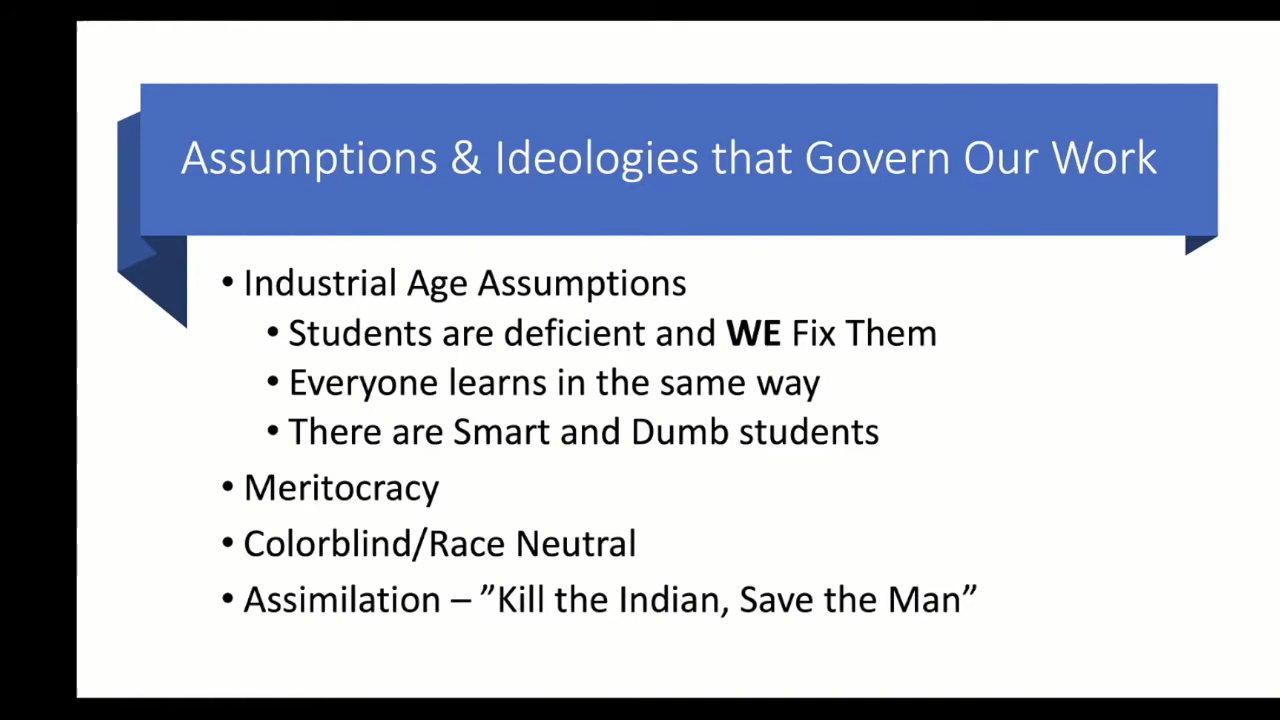 Assumptions & Ideologies that Govern Our Work
• Industrial Age Assumptions
• Students are deficient and WE Fix Them
• Everyone learns in the same way
• There are Smart and Dumb students
• Meritocracy
• Colorblind/Race Neutral
• Assimilation – ”Kill the Indian, Save the Man”